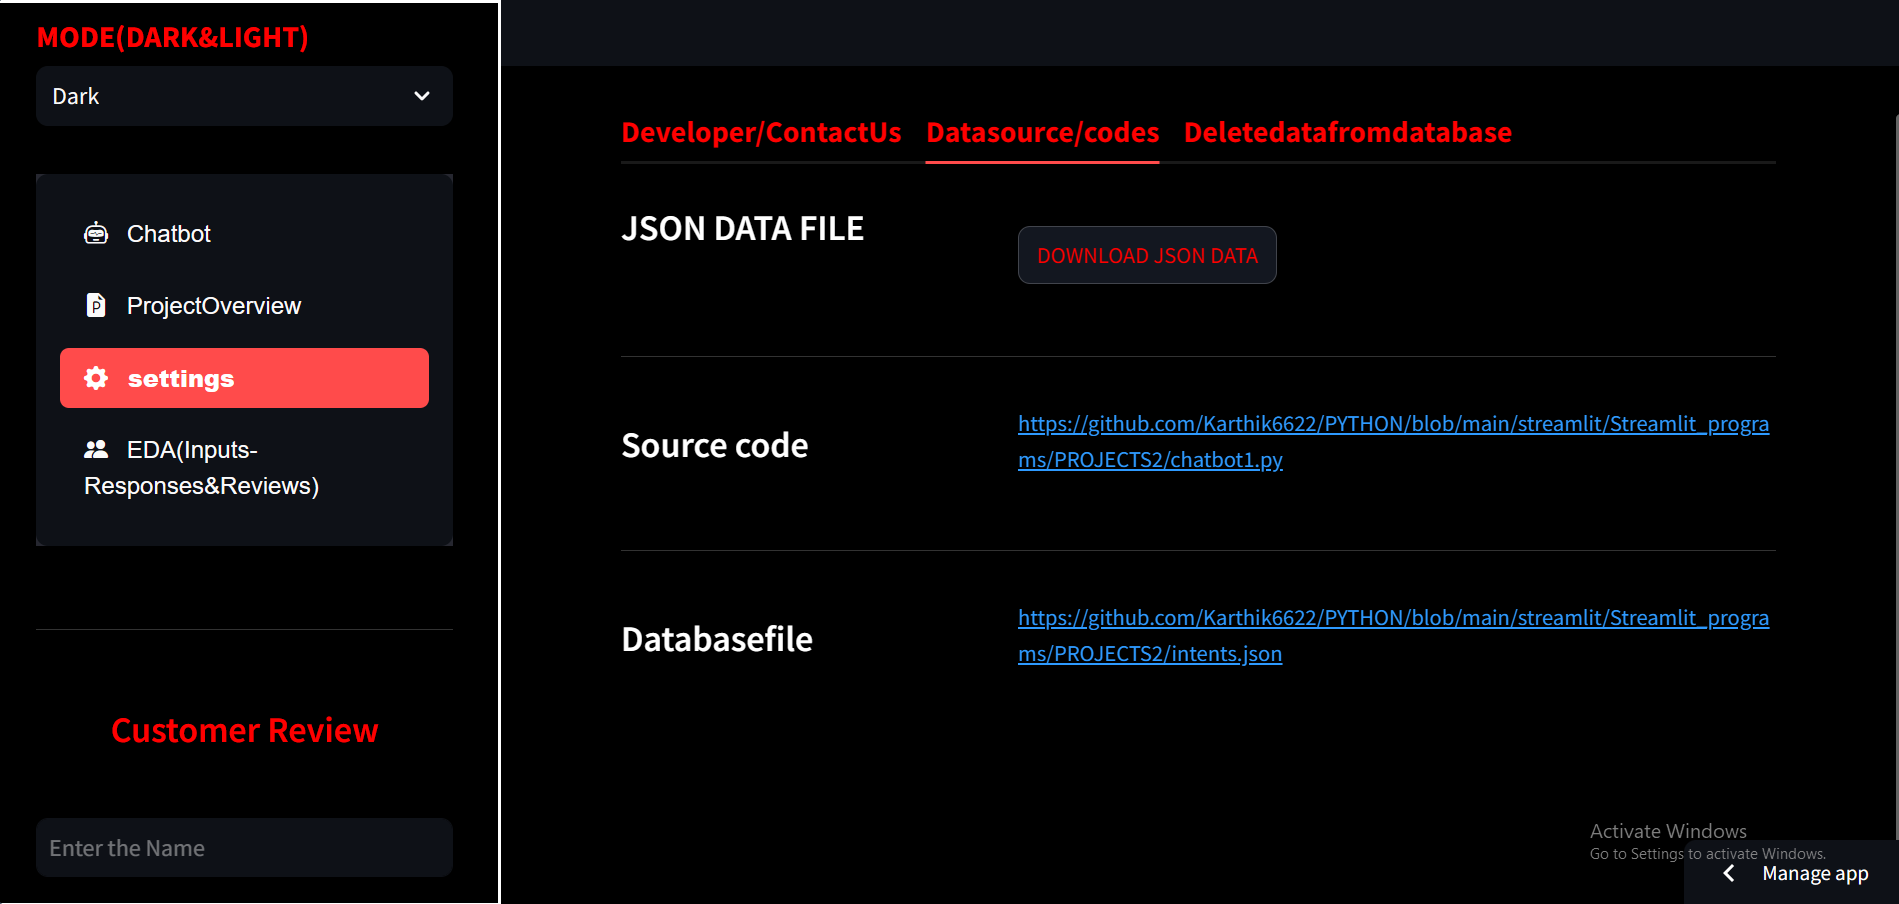 MODE(DARK&LIGHT)
Dark
Chatbot
ProjectOverview
settings
EDA(Inputs-
Responses&Reviews)
Customer Review
Enter the Name
Developer/ContactUs
Datasource/codes
Deletedatafromdatabase
JSON DATA FILE
DOWNLOAD JSON DATA
Source code
https://github.com/Karthik6622/PYTHON/blob/main/streamlit/Streamlit_progra
ms/PROJECTS2/chatbot1.py
Databasefile
https://github.com/Karthik6622/PYTHON/blob/main/streamlit/Streamlit_progra
ms/PROJECTS2/intents.json
Activate Windows
Go to Settings to activate Windows.
Manage app